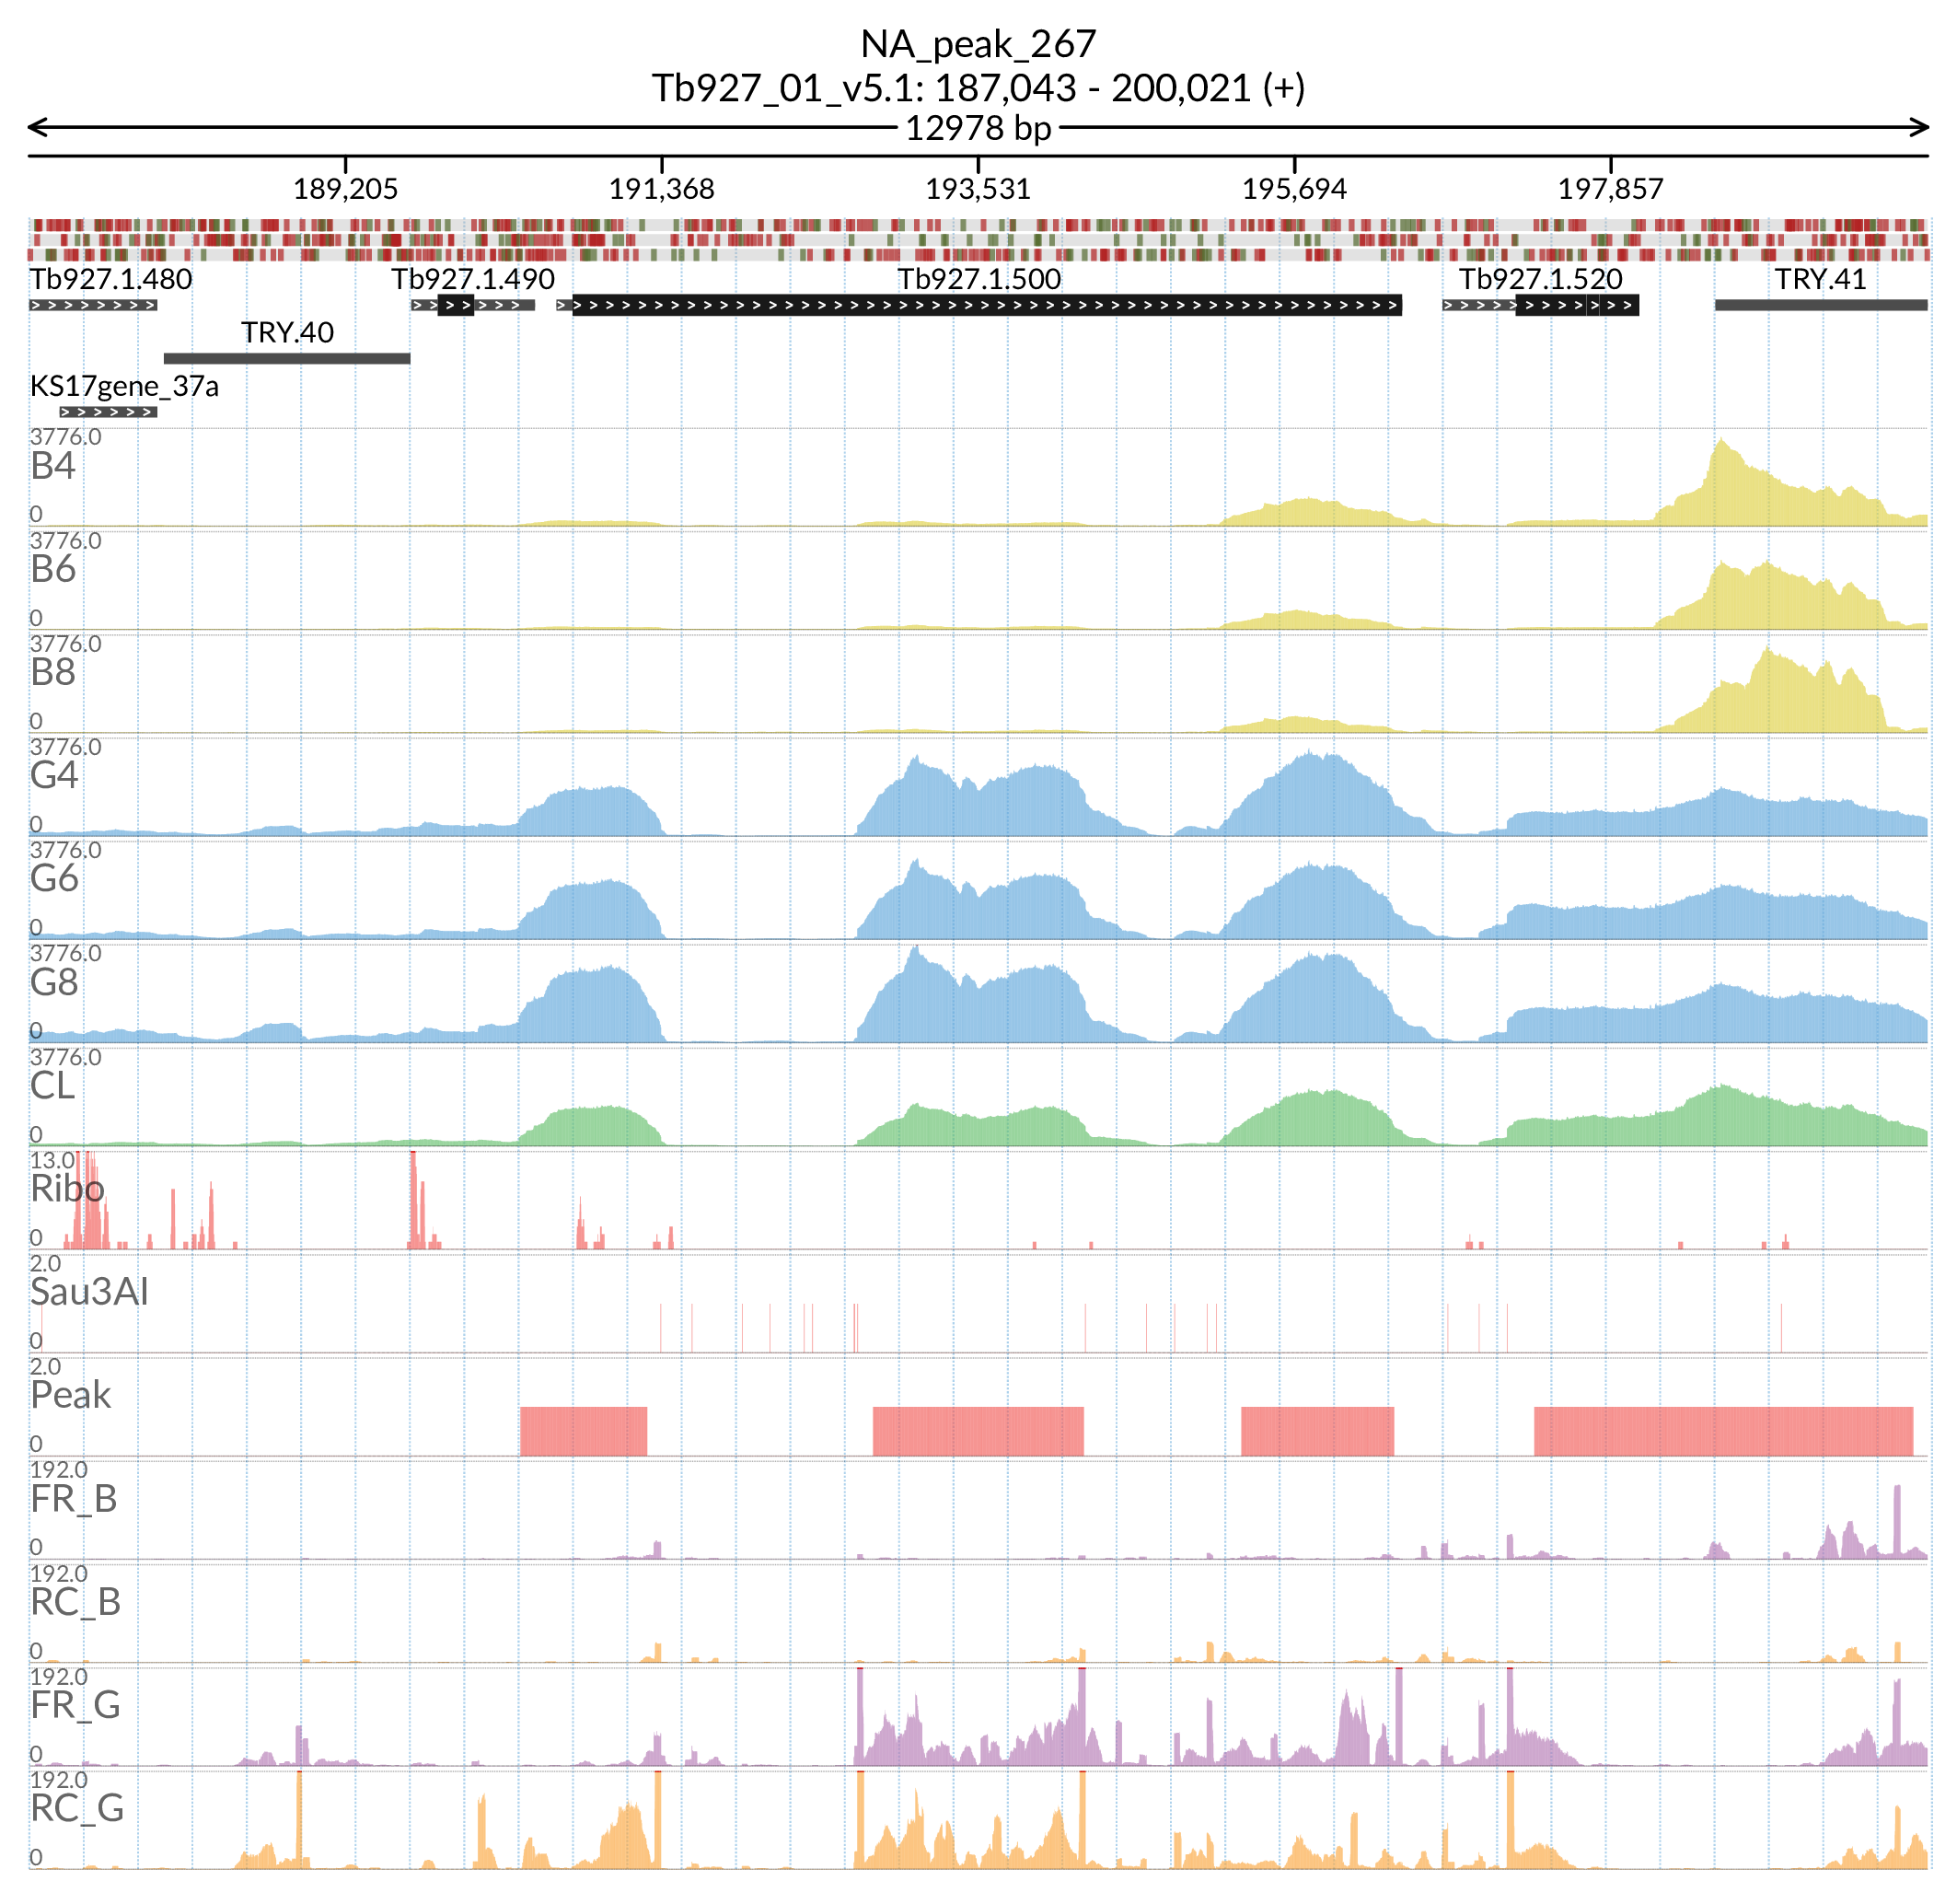 NA_peak_267
Tb927_01_v5.1: 187,043 - 200,021 (+)
12978 bp
189,205 191,368 193,531 195,694 197,857
Tb927.1.480 Tb927.1.490 Tb927.1.500 Tb927.1.520 TRY.41
TRY.40
KS17gene_37a
3776.0
B4
0
3776.0
B6
0
3776.0
B8
0
3776.0
G4
0
3776.0
G6
0
3776.0
G8
0
3776.0
CL
0
13.0
Ribo
0
2.0
Sau3AI
0
2.0
Peak
0
192.0
FR_B
0
192.0
RC_B
0
192.0
FR_G
0
192.0
RC_G
0